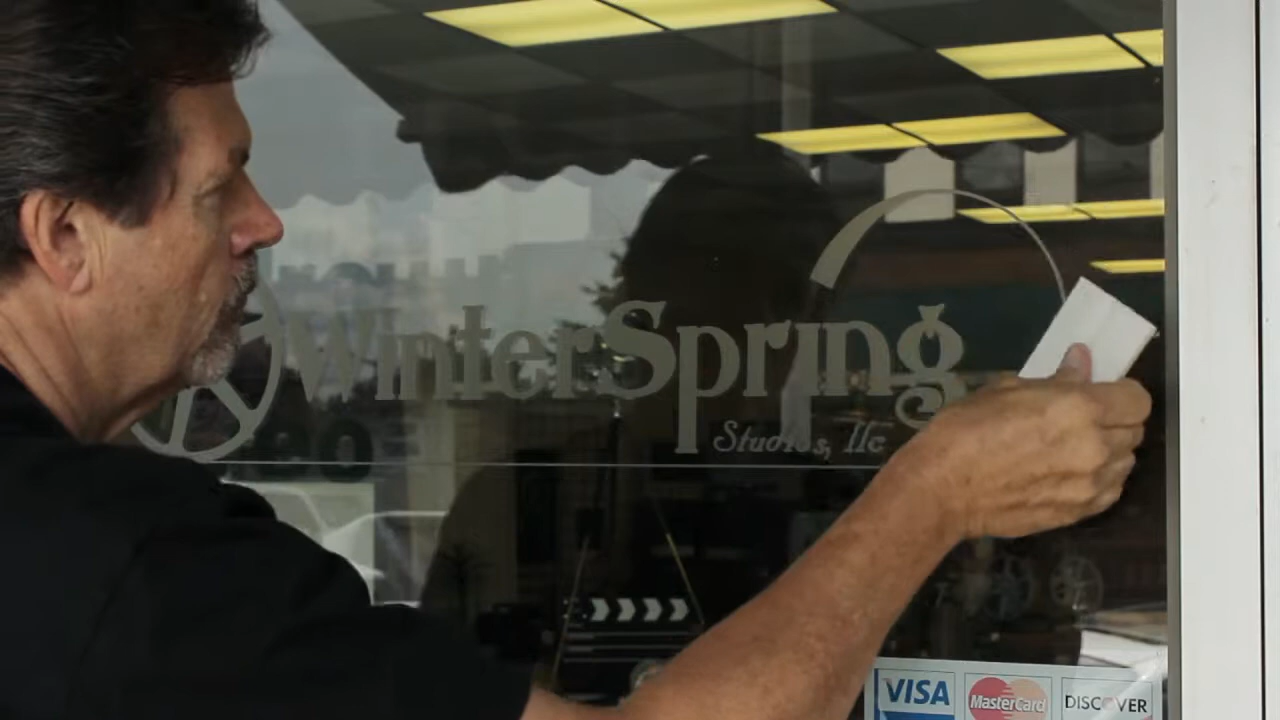 WinterSpring
Studios, llc
VISA
MasterCard
DISCOVER